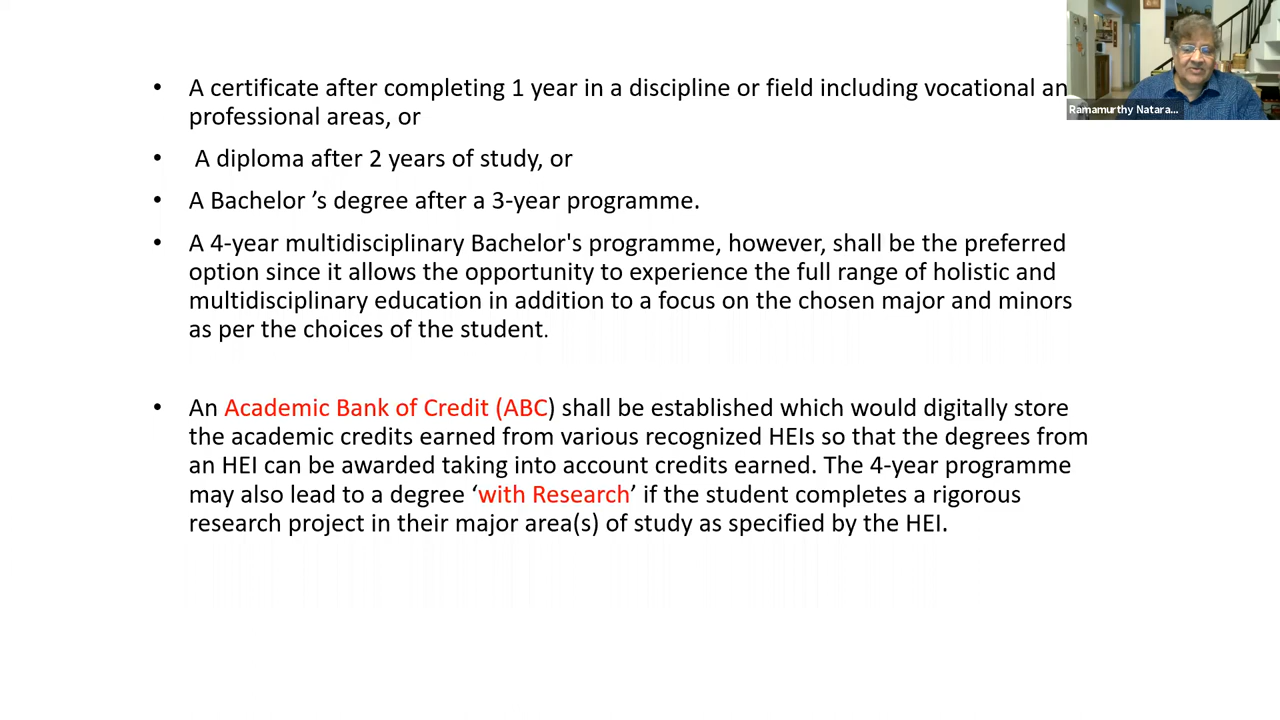 • A certificate after completing 1 year in a discipline or field including vocational an
professional areas, or
• A diploma after 2 years of study, or
• A Bachelor ’s degree after a 3-year programme.
• A 4-year multidisciplinary Bachelor's programme, however, shall be the preferred
option since it allows the opportunity to experience the full range of holistic and
multidisciplinary education in addition to a focus on the chosen major and minors
as per the choices of the student.
• An Academic Bank of Credit (ABC) shall be established which would digitally store
the academic credits earned from various recognized HEIs so that the degrees from
an HEI can be awarded taking into account credits earned. The 4-year programme
may also lead to a degree ‘with Research’ if the student completes a rigorous
research project in their major area(s) of study as specified by the HEI.
Ramamurthy Natara...